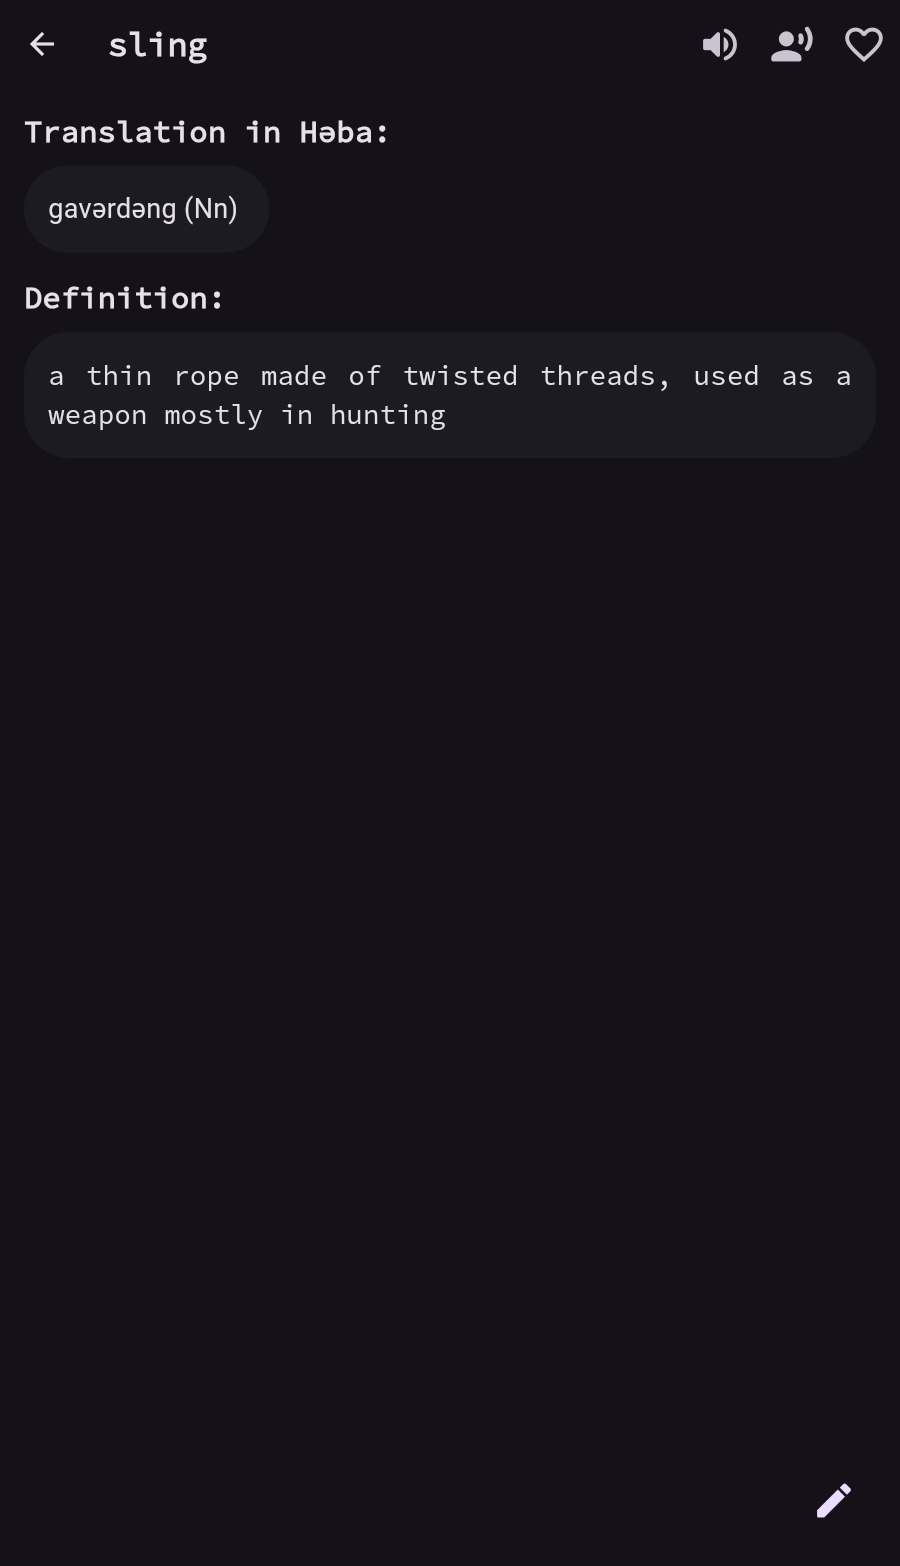 sling
Translation in Həba:
gavərdəng (Nn)
Definition:
a thin rope made of twisted threads, used as a
weapon mostly in hunting